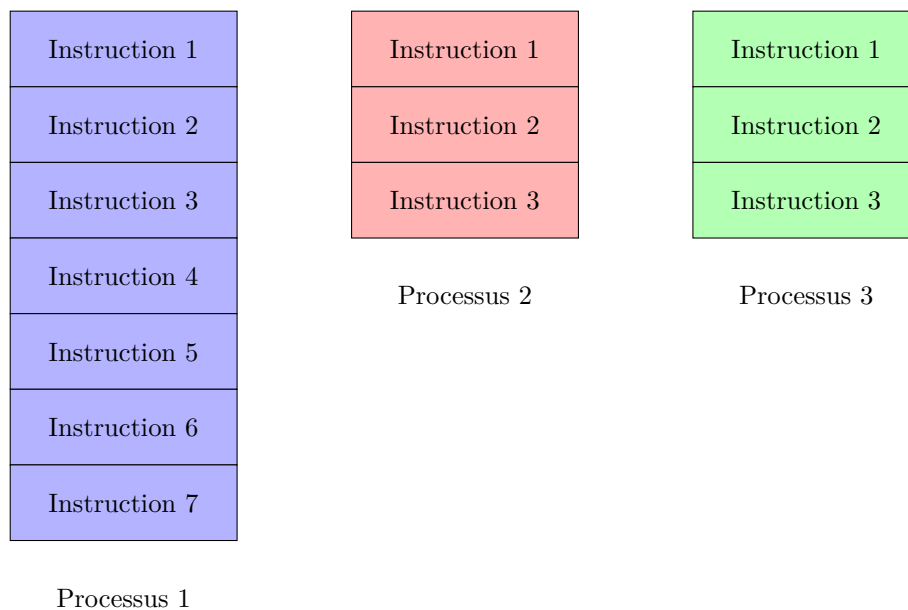 Instruction 1
Instruction 2
Instruction 3
Instruction 4
Instruction 5
Instruction 6
Instruction 7
Processus 1
Instruction 1
Instruction 2
Instruction 3
Processus 2
Instruction 1
Instruction 2
Instruction 3
Processus 3